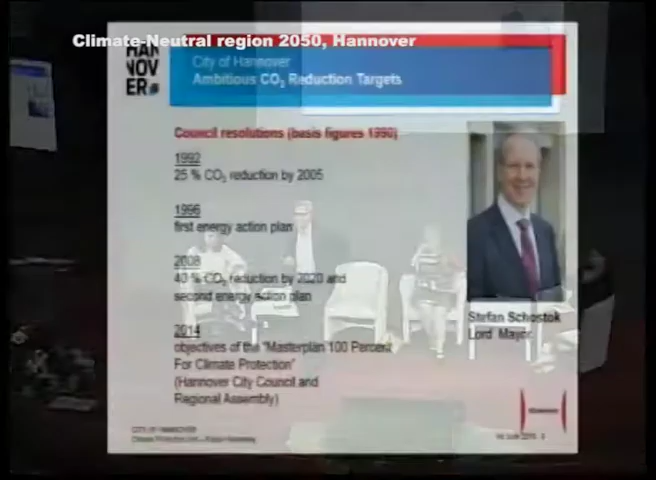 Climate-Neutral region 2050, Hannover
HAN
NOV
ER
City of Hannover
Ambitious CO₂ Reduction Targets
Council resolutions (basis figures 1990)
1992
25 % CO₂ reduction by 2005
1996
first energy action plan
2008
40 % CO₂ reduction by 2020 and
second energy action plan
2014
objectives of the "Masterplan 100 Percent
For Climate Protection"
(Hannover City Council and
Regional Assembly)
Stefan Schostok
Lord Mayor
CITY OF HANNOVER